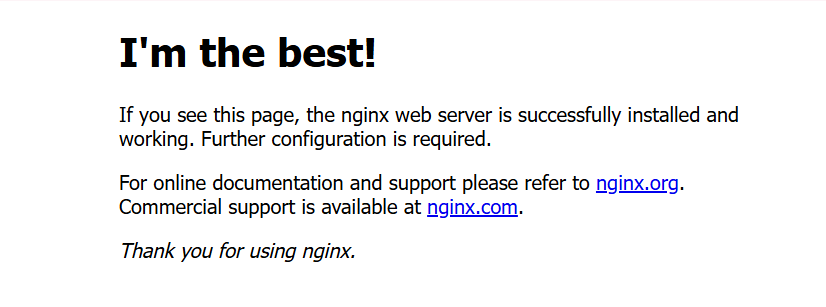 I'm the best!
If you see this page, the nginx web server is successfully installed and
working. Further configuration is required.
For online documentation and support please refer to nginx.org.
Commercial support is available at nginx.com.
Thank you for using nginx.